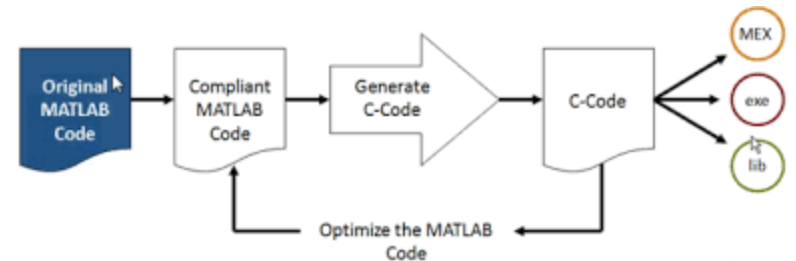 Original
MATLAB
Code
Compliant
MATLAB
Code
Generate
C-Code
C-Code
MEX
exe
lib
Optimize the MATLAB
Code